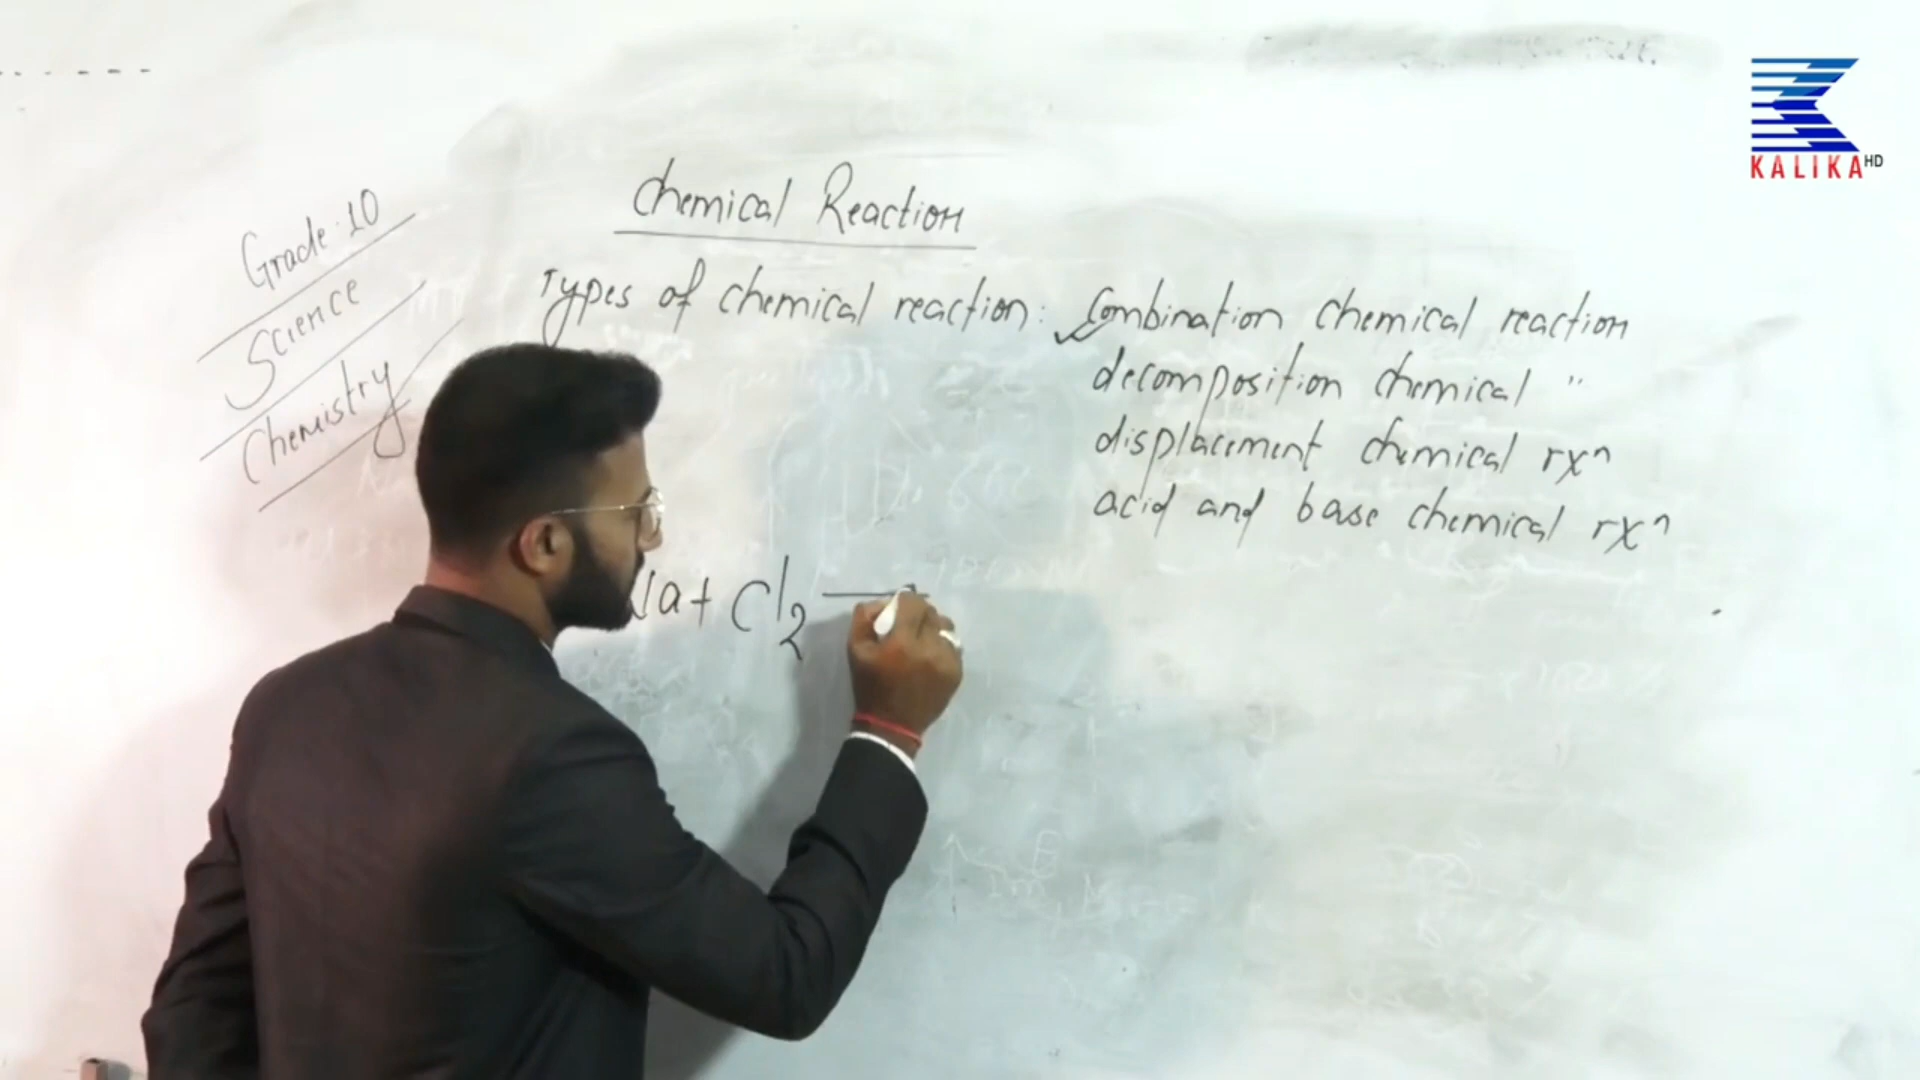 KALIKA HD
Chemical Reaction
Grade: 10
Science
Chemistry
Types of chemical reaction: Combination chemical reaction
decomposition chemical "
displacement chemical rxⁿ
acid and base chemical rxⁿ
Na + Cl₂